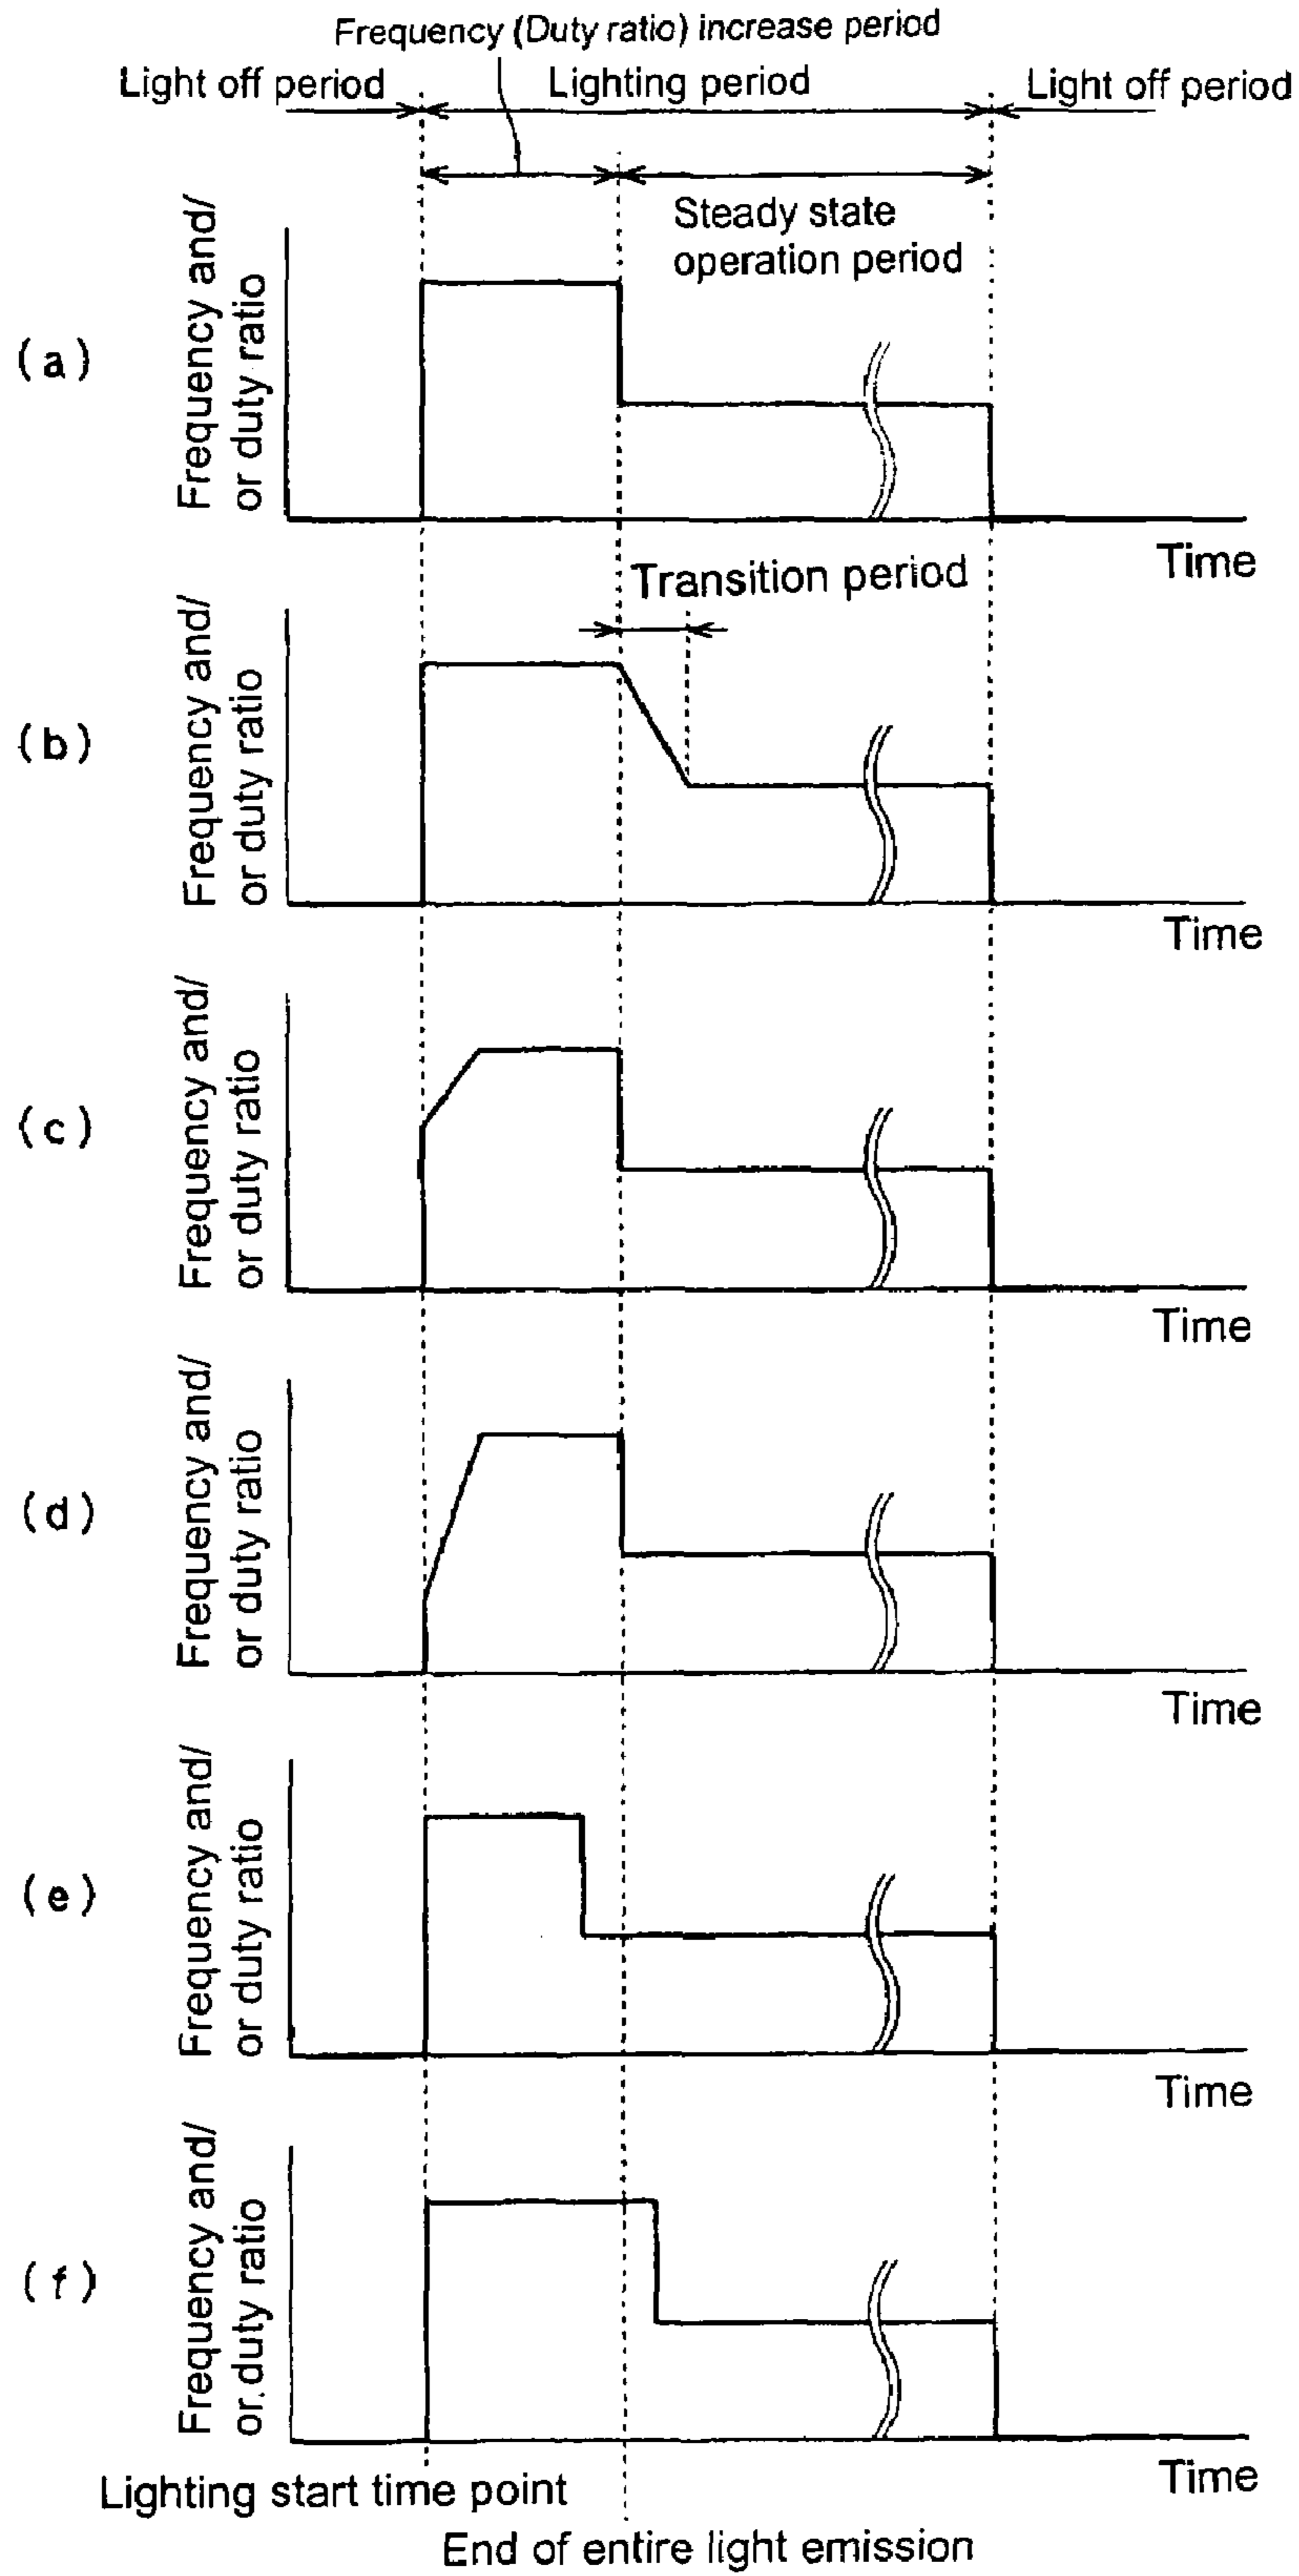 Frequency (Duty ratio) increase period
Light off period
Lighting period
Light off period
Steady state
operation period
(a)
Frequency and/
or duty ratio
Time
Transition period
(b)
Frequency and/
or duty ratio
Time
(c)
Frequency and/
or duty ratio
Time
(d)
Frequency and/
or duty ratio
Time
(e)
Frequency and/
or duty ratio
Time
(f)
Frequency and/
or duty ratio
Time
Lighting start time point
End of entire light emission